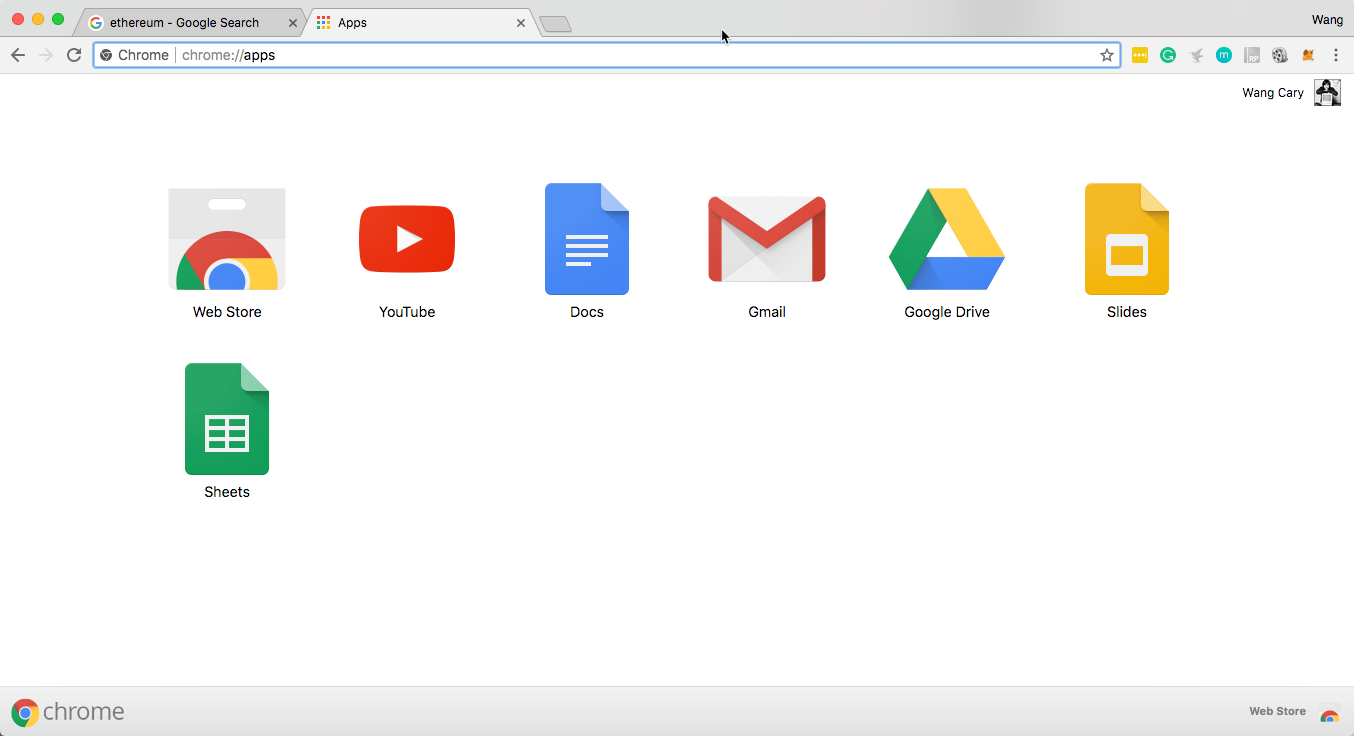 ethereum - Google Search
Apps
Wang
Chrome
chrome://apps
m
RP
Wang Cary
Web Store
YouTube
Docs
Gmail
Google Drive
Slides
Sheets
chrome
Web Store